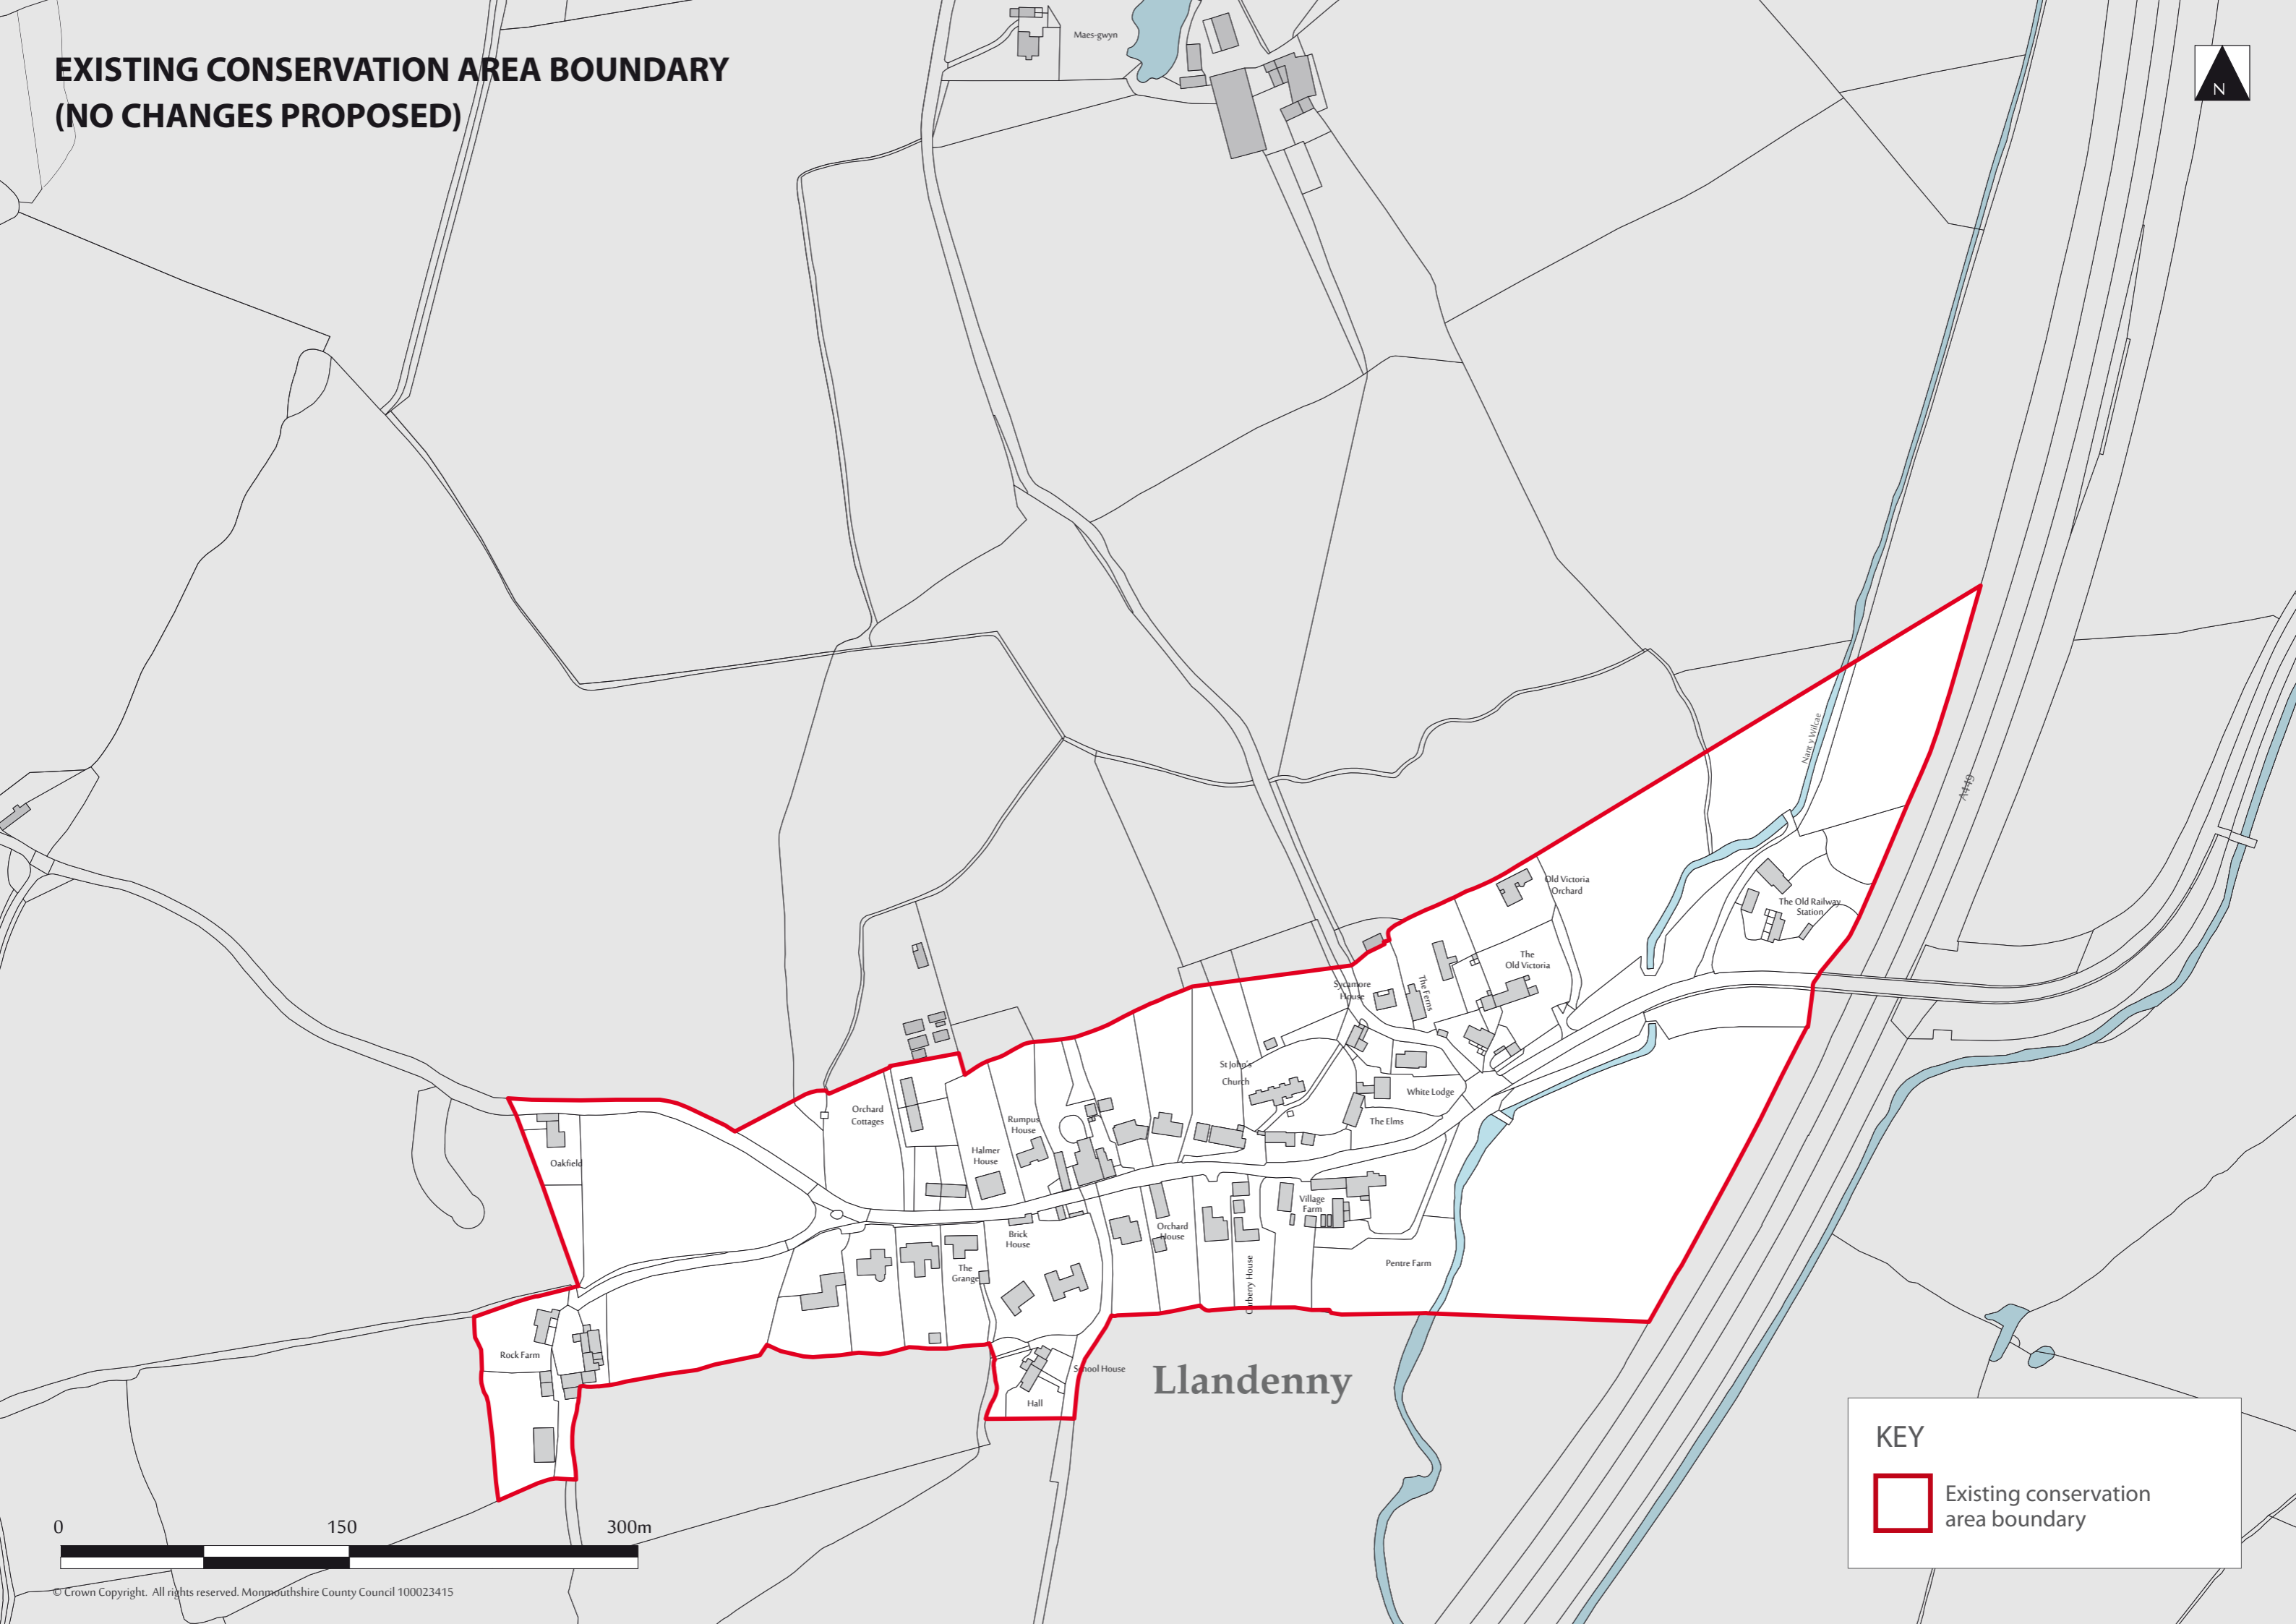 EXISTING CONSERVATION AREA BOUNDARY
(NO CHANGES PROPOSED)
Maes-gwyn
N
Nant y Wilcae
A449
Old Victoria
Orchard
The Old Railway
Station
The
Old Victoria
The Ferns
Sycamore
House
St John's
Church
White Lodge
The Elms
Orchard
Cottages
Rumpus
House
Halmer
House
Oakfield
Village
Farm
Orchard
House
Brick
House
The
Grange
Carberry House
Pentre Farm
Rock Farm
School House
Hall
Llandenny
KEY
Existing conservation
area boundary
0 150 300m
© Crown Copyright. All rights reserved. Monmouthshire County Council 100023415